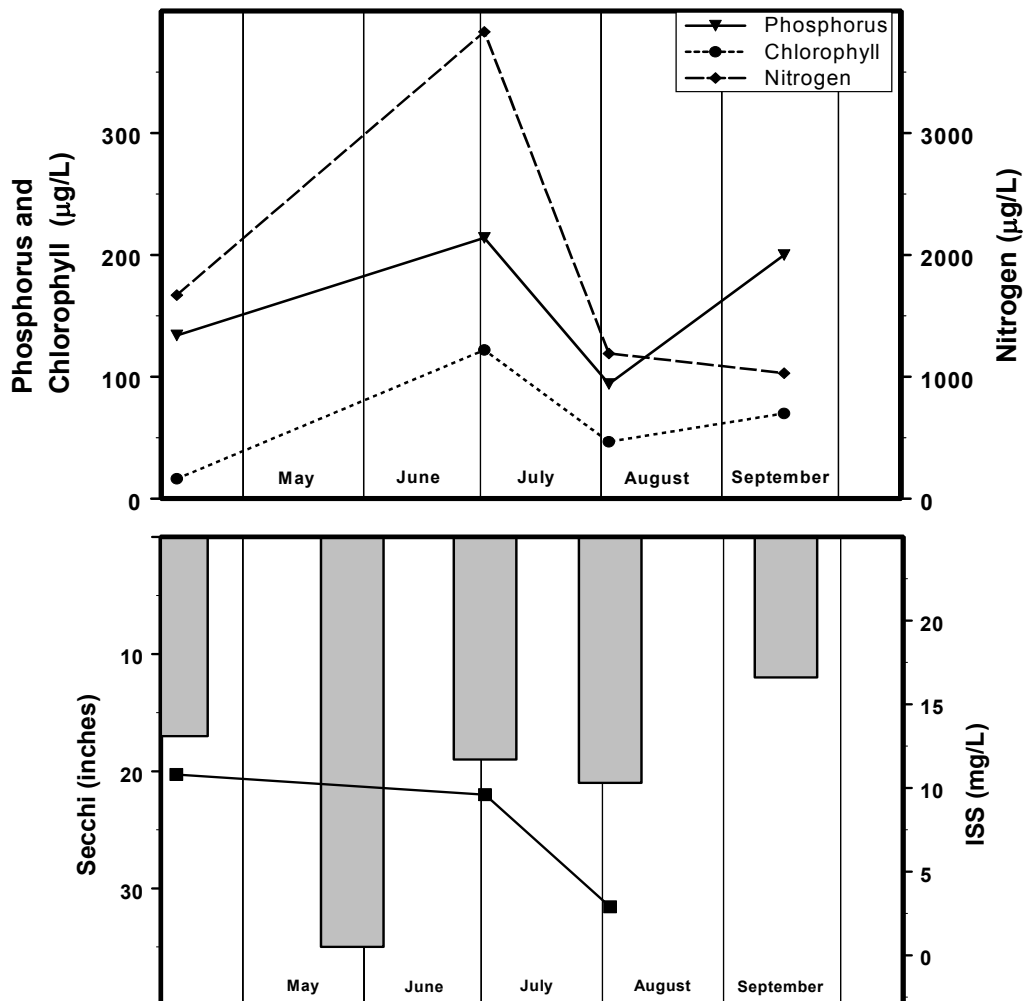 Phosphorus
Chlorophyll
Nitrogen
Phosphorus and
Chlorophyll (µg/L)
300
200
100
0
3000
2000
1000
0
Nitrogen (µg/L)
May
June
July
August
September
Secchi (inches)
10
20
30
20
15
10
5
0
ISS (mg/L)
May
June
July
August
September